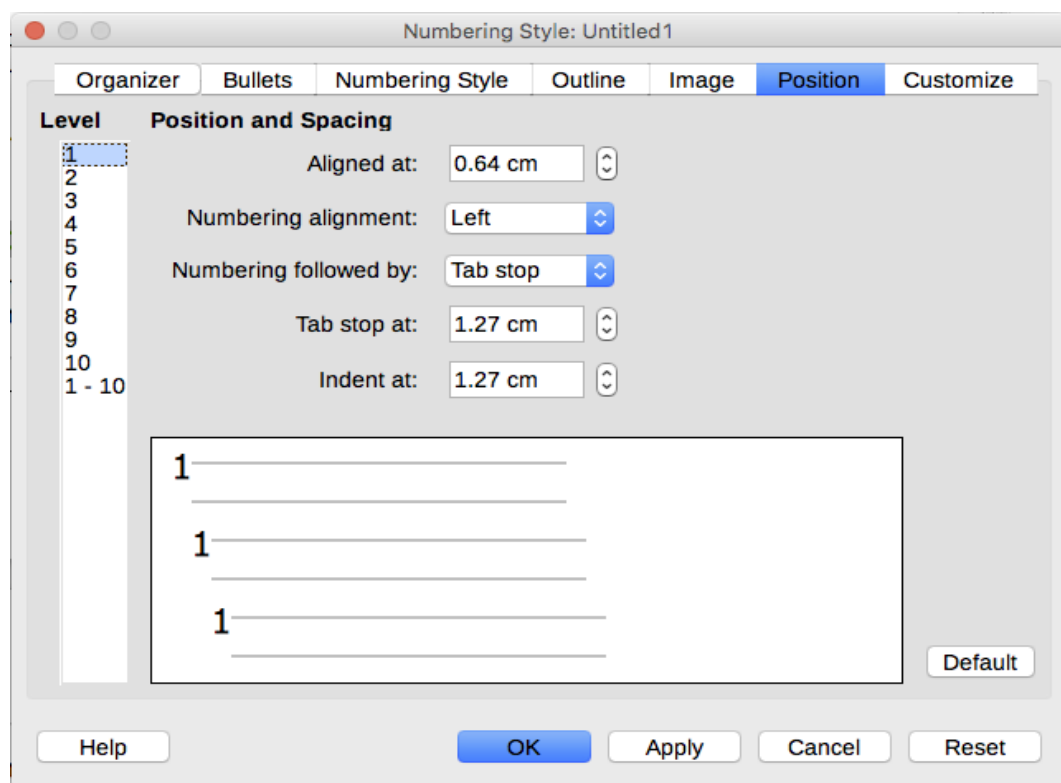 Numbering Style: Untitled1
Organizer Bullets Numbering Style Outline Image Position Customize
Level Position and Spacing
1
2
3
4
5
6
7
8
9
10
1 - 10
Aligned at: 0.64 cm
Numbering alignment: Left
Numbering followed by: Tab stop
Tab stop at: 1.27 cm
Indent at: 1.27 cm
1
1
1
Default
Help OK Apply Cancel Reset